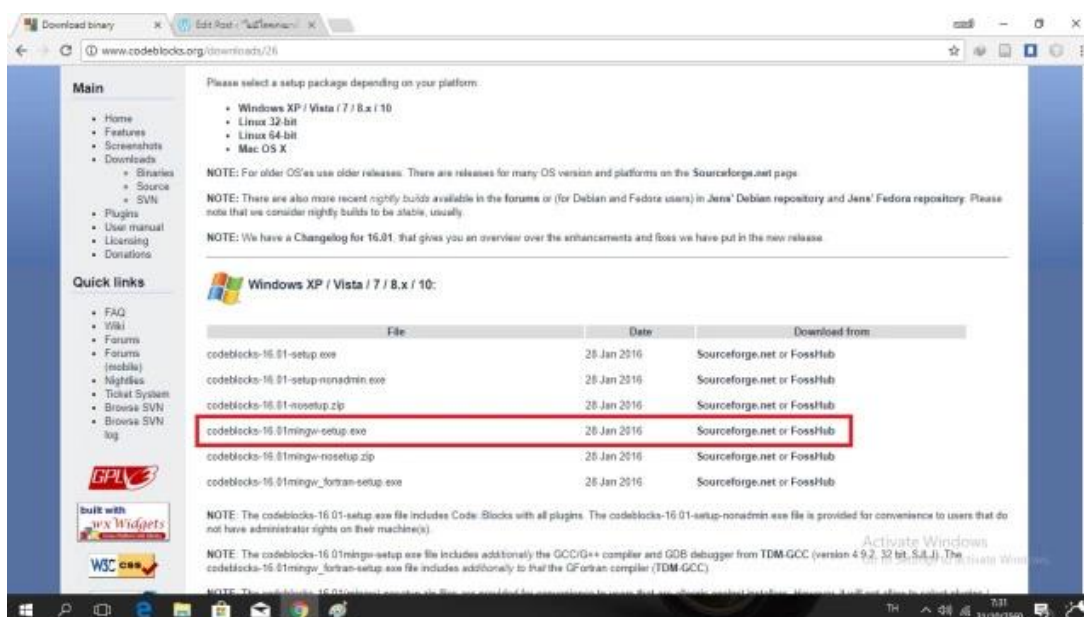 Download binary
Edit Post ‹
www.codeblocks.org/downloads/26
Main
Home
Features
Screenshots
Downloads
Binaries
Source
SVN
Plugins
User manual
Licensing
Donations
Quick links
FAQ
Wiki
Forums
Forums
(mobile)
Nightlies
Ticket System
Browse SVN
Browse SVN
log
GPLv3
built with
wxWidgets
W3C css
Please select a setup package depending on your platform:
Windows XP / Vista / 7 / 8.x / 10
Linux 32-bit
Linux 64-bit
Mac OS X
NOTE: For older OS'es use older releases. There are releases for many OS version and platforms on the Sourceforge.net page.
NOTE: There are also more recent nightly builds available in the forums or (for Debian and Fedora users) in Jens' Debian repository and Jens' Fedora repository. Please
note that we consider nightly builds to be stable, usually.
NOTE: We have a Changelog for 16.01, that gives you an overview over the enhancements and fixes we have put in the new release.
Windows XP / Vista / 7 / 8.x / 10:
File Date Download from
codeblocks-16.01-setup.exe 28 Jan 2016 Sourceforge.net or FossHub
codeblocks-16.01-setup-nonadmin.exe 28 Jan 2016 Sourceforge.net or FossHub
codeblocks-16.01-nosetup.zip 28 Jan 2016 Sourceforge.net or FossHub
codeblocks-16.01mingw-setup.exe 28 Jan 2016 Sourceforge.net or FossHub
codeblocks-16.01mingw-nosetup.zip 28 Jan 2016 Sourceforge.net or FossHub
codeblocks-16.01mingw_fortran-setup.exe 28 Jan 2016 Sourceforge.net or FossHub
NOTE: The codeblocks-16.01-setup.exe file includes Code::Blocks with all plugins. The codeblocks-16.01-setup-nonadmin.exe file is provided for convenience to users that do
not have administrator rights on their machine(s).
NOTE: The codeblocks-16.01mingw-setup.exe file includes additionally the GCC/G++ compiler and GDB debugger from TDM-GCC (version 4.9.2, 32 bit, SJLJ). The
codeblocks-16.01mingw_fortran-setup.exe file includes additionally to that the GFortran compiler (TDM-GCC).
Activate Windows
TH
7:31